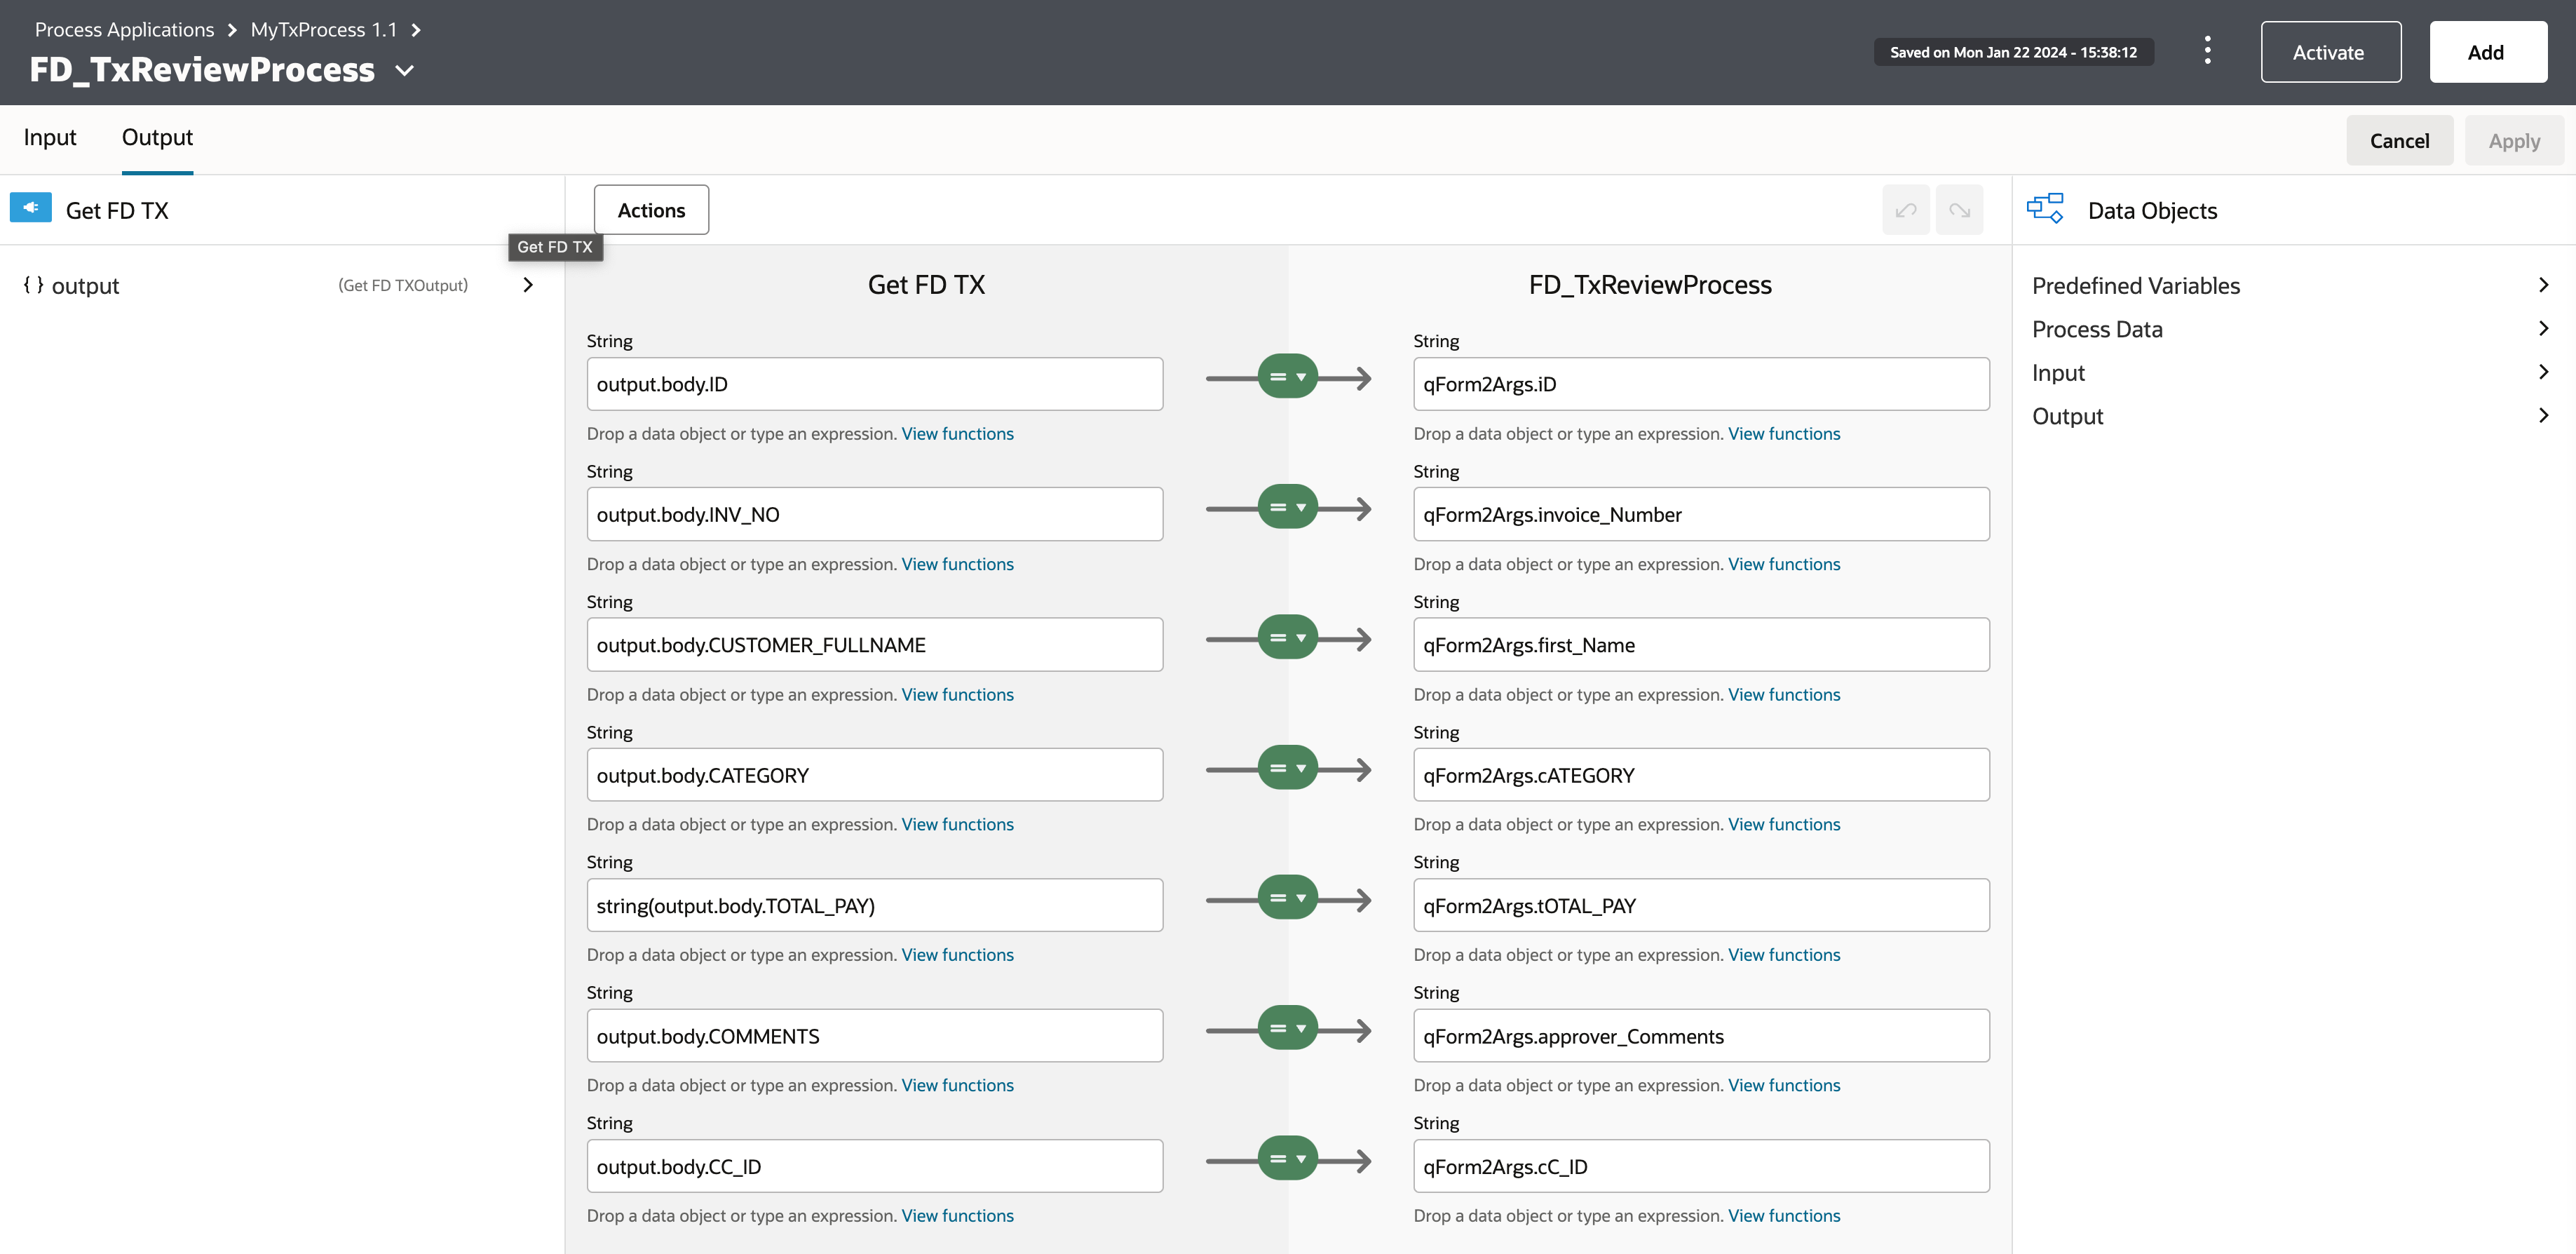 Process Applications > MyTxProcess 1.1 >
FD_TxReviewProcess
Saved on Mon Jan 22 2024 - 15:38:12
Activate
Add
Input
Output
Cancel
Apply
Get FD TX
Actions
Data Objects
Get FD TX
{ } output
(Get FD TXOutput)
Get FD TX
FD_TxReviewProcess
String
String
output.body.ID
qForm2Args.iD
Drop a data object or type an expression. View functions
Drop a data object or type an expression. View functions
String
String
output.body.INV_NO
qForm2Args.invoice_Number
Drop a data object or type an expression. View functions
Drop a data object or type an expression. View functions
String
String
output.body.CUSTOMER_FULLNAME
qForm2Args.first_Name
Drop a data object or type an expression. View functions
Drop a data object or type an expression. View functions
String
String
output.body.CATEGORY
qForm2Args.cATEGORY
Drop a data object or type an expression. View functions
Drop a data object or type an expression. View functions
String
String
string(output.body.TOTAL_PAY)
qForm2Args.tOTAL_PAY
Drop a data object or type an expression. View functions
Drop a data object or type an expression. View functions
String
String
output.body.COMMENTS
qForm2Args.approver_Comments
Drop a data object or type an expression. View functions
Drop a data object or type an expression. View functions
String
String
output.body.CC_ID
qForm2Args.cC_ID
Drop a data object or type an expression. View functions
Drop a data object or type an expression. View functions
Predefined Variables
Process Data
Input
Output